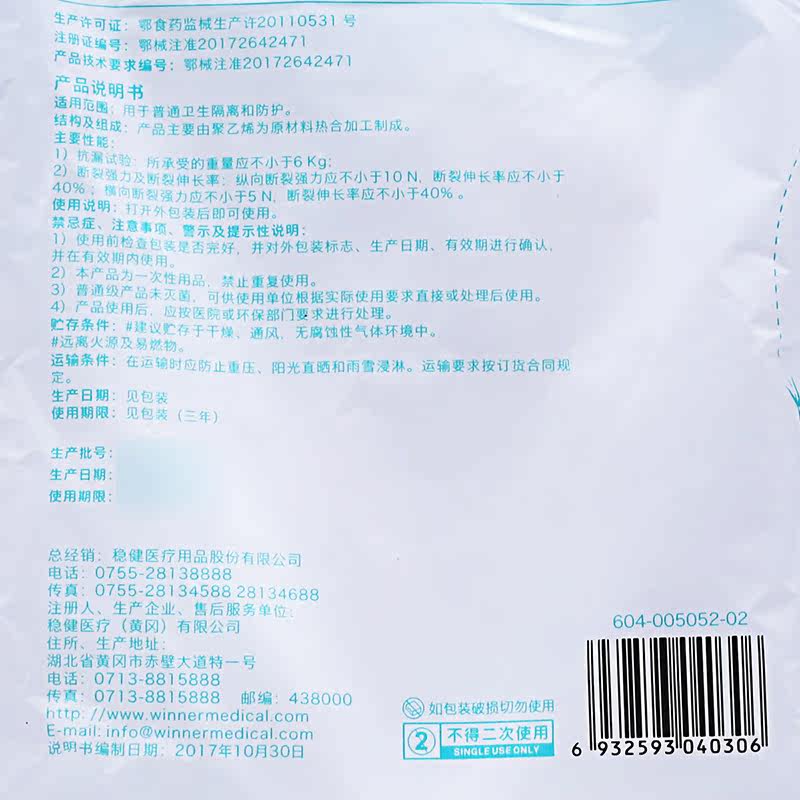 生产许可证：鄂食药监械生产许20110531 号
注册证编号：鄂械注准20172642471
产品技术要求编号：鄂械注准20172642471
产品说明书
适用范围：用于普通卫生隔离和防护。
结构及组成：产品主要由聚乙烯为原材料热合加工制成。
主要性能：
1）抗漏试验：所承受的重量应不小于6 Kg；
2）断裂强力及断裂伸长率：纵向断裂强力应不小于10 N，断裂伸长率应不小于
40%；横向断裂强力应不小于5 N，断裂伸长率应不小于40%。
使用说明：打开外包装后即可使用。
禁忌症、注意事项、警示及提示性说明：
1）使用前检查包装是否完好，并对外包装标志、生产日期、有效期进行确认，
并在有效期内使用。
2）本产品为一次性用品，禁止重复使用。
3）普通级产品未灭菌，可供使用单位根据实际使用要求直接或处理后使用。
4）产品使用后，应按医院或环保部门要求进行处理。
贮存条件：#建议贮存于干燥、通风，无腐蚀性气体环境中。
#远离火源及易燃物。
运输条件：在运输时应防止重压、阳光直晒和雨雪浸淋。运输要求按订货合同规
定。
生产日期：见包装
使用期限：见包装（三年）
生产批号：
生产日期：
使用期限：
总经销：稳健医疗用品股份有限公司
电话：0755-28138888
传真：0755-28134588 28134688
注册人、生产企业、售后服务单位：
稳健医疗（黄冈）有限公司
住所、生产地址：
湖北省黄冈市赤壁大道特一号
电话：0713-8815888
传真：0713-8815888 邮编：438000
http://www.winnermedical.com
E-mail: info@winnermedical.com
说明书编制日期：2017年10月30日
如包装破损切勿使用
2 不得二次使用
SINGLE USE ONLY
604-005052-02
6 932593 040306